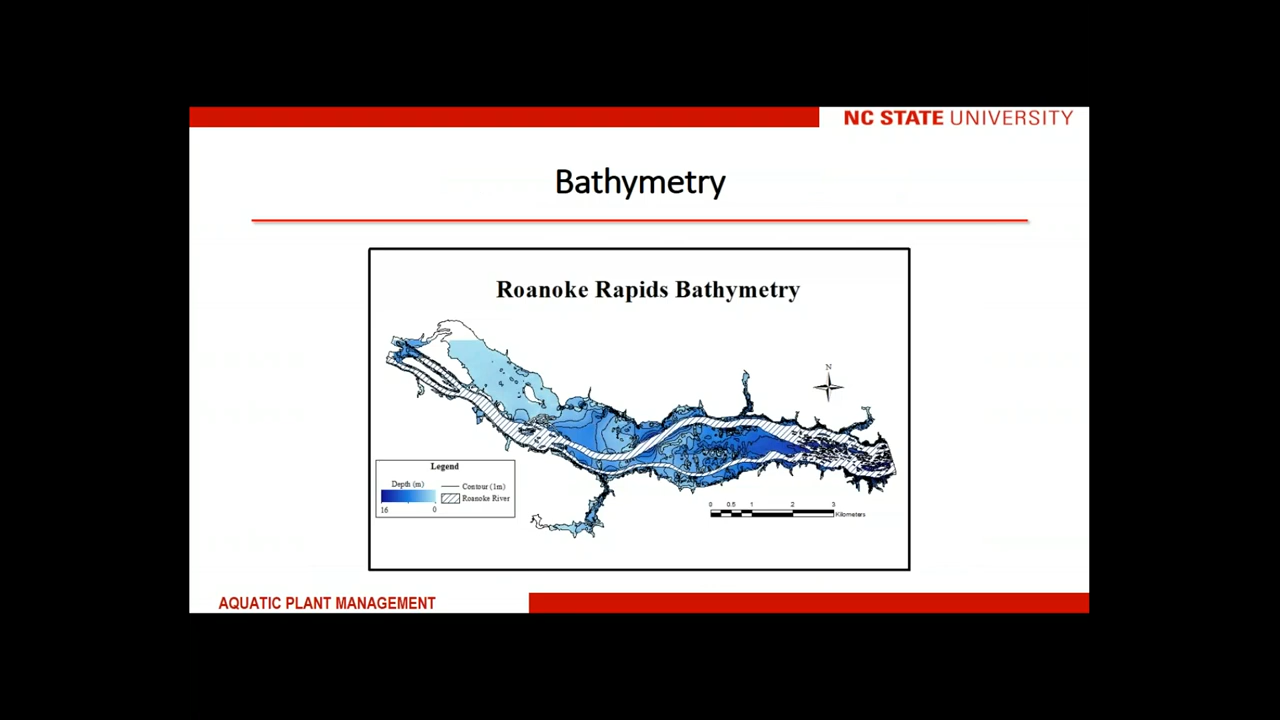 NC STATE UNIVERSITY
Bathymetry
Roanoke Rapids Bathymetry
N
Legend
Depth (m)
16 0
Contour (1m)
Roanoke River
0 0.5 1 2 3
Kilometers
AQUATIC PLANT MANAGEMENT